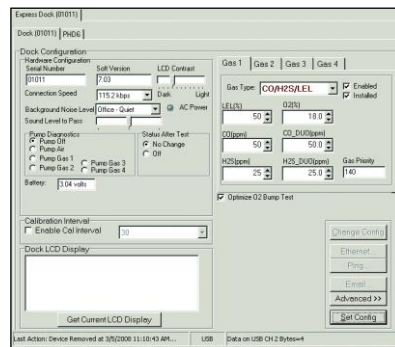 Express Dock (01011)
Dock (01011) PHD6
Dock Configuration
Hardware Configuration
Serial Number Soft Version LCD Contrast
01011 7.03
Dark Light
Connection Speed 115.2 kbps
Background Noise Level Office - Quiet AC Power
Sound Level to Pass
Pump Diagnostics
Pump Off
Pump Air
Pump Gas 1
Pump Gas 2
Pump Gas 3
Pump Gas 4
Status After Test
No Change
Off
Battery: 3.04 volts
Calibration Interval
Enable Cal Interval 30
Dock LCD Display
Get Current LCD Display
Gas 1 Gas 2 Gas 3 Gas 4
Gas Type: CO/H2S/LEL
Enabled
Installed
LEL(%) O2(%)
50 18.0
CO(ppm) CO_DUO(ppm)
50 50.0
H2S(ppm) H2S_DUO(ppm) Gas Priority
25 25.0 140
Optimize O2 Bump Test
Change Config
Ethernet...
Ping...
Email...
Advanced >>
Set Config
Last Action: Device Removed at 3/5/2008 11:10:43 AM... USB Data on USB CH 2 Bytes=4